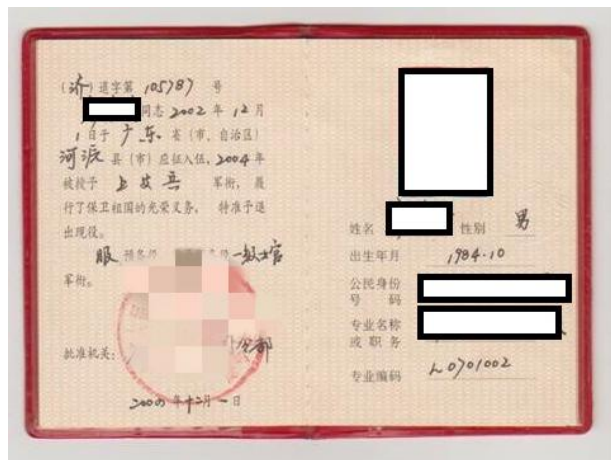 (济)退字第 105787 号
同志 2002 年 12 月
1 日于 广东 省(市、自治区)
河源 县(市)应征入伍, 2004 年
被授予 上等兵 军衔, 履
行了保卫祖国的光荣义务, 特准予退
出现役。
服 预备役 一级士官
军衔。
批准机关:
年十二月一日
姓名 性别 男
出生年月 1984.10
公民身份
号 码
专业名称
或 职 务
专业编码 L0701002